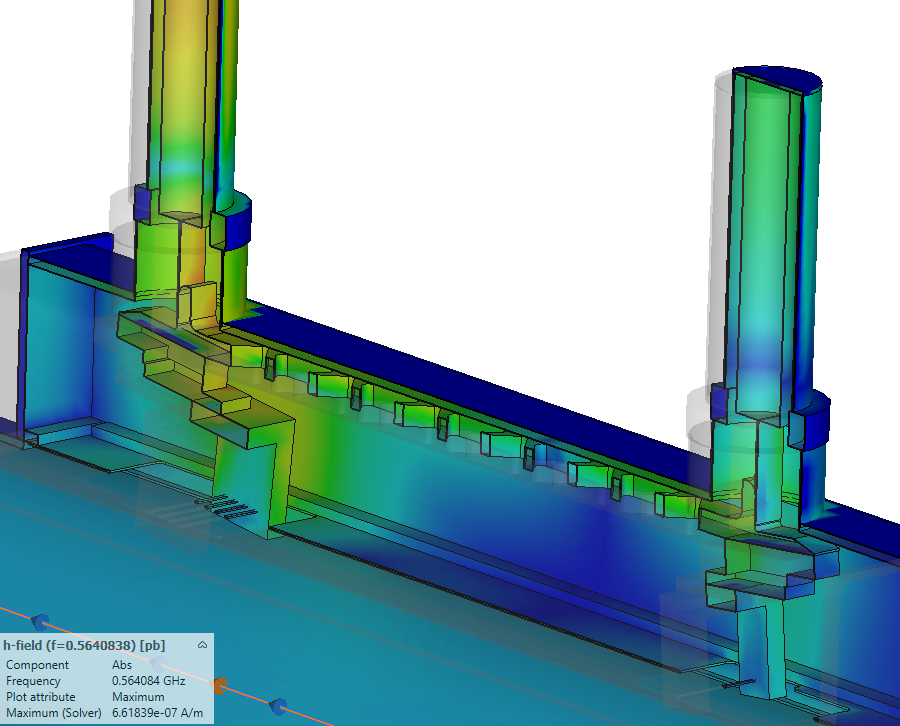 h-field (f=0.5640838) [pb]
Component Abs
Frequency 0.564084 GHz
Plot attribute Maximum
Maximum (Solver) 6.61839e-07 A/m